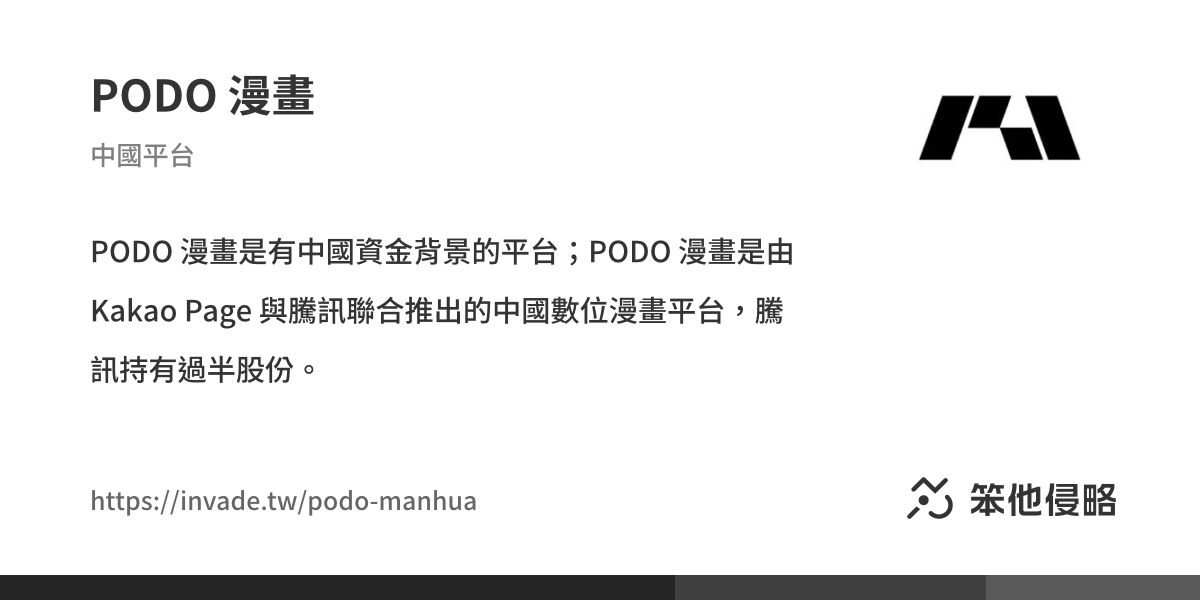 PODO 漫畫
中國平台
PODO 漫畫是有中國資金背景的平台；PODO 漫畫是由
Kakao Page 與騰訊聯合推出的中國數位漫畫平台，騰
訊持有過半股份。
https://invade.tw/podo-manhua
笨他侵略